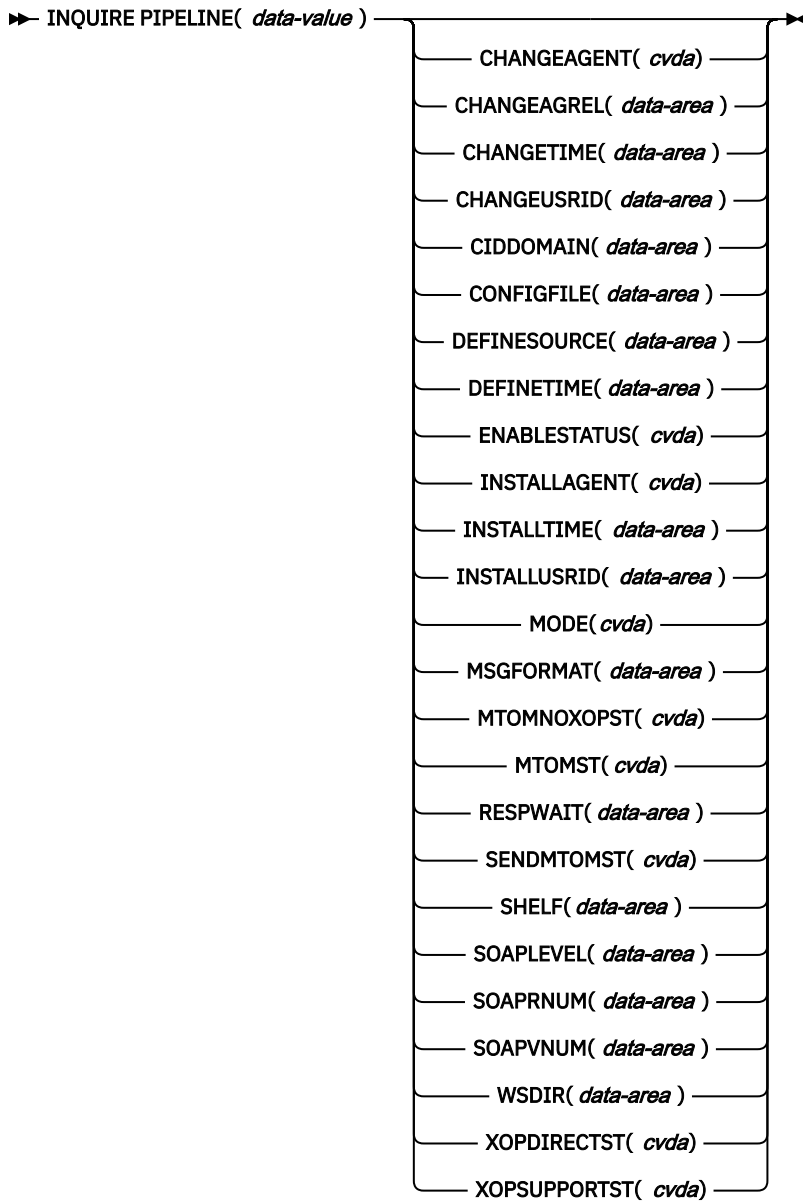 INQUIRE PIPELINE( data-value )
CHANGEAGENT( cvda)
CHANGEAGREL( data-area )
CHANGETIME( data-area )
CHANGEUSRID( data-area )
CIDDOMAIN( data-area )
CONFIGFILE( data-area )
DEFINESOURCE( data-area )
DEFINETIME( data-area )
ENABLESTATUS( cvda)
INSTALLAGENT( cvda)
INSTALLTIME( data-area )
INSTALLUSRID( data-area )
MODE(cvda)
MSGFORMAT( data-area )
MTOMNOXOPST( cvda)
MTOMST(cvda)
RESPWAIT(data-area )
SENDMTOMST( cvda)
SHELF(data-area )
SOAPLEVEL( data-area )
SOAPRNUM( data-area )
SOAPVNUM( data-area )
WSDIR( data-area )
XOPDIRECTST( cvda)
XOPSUPPORTST( cvda)